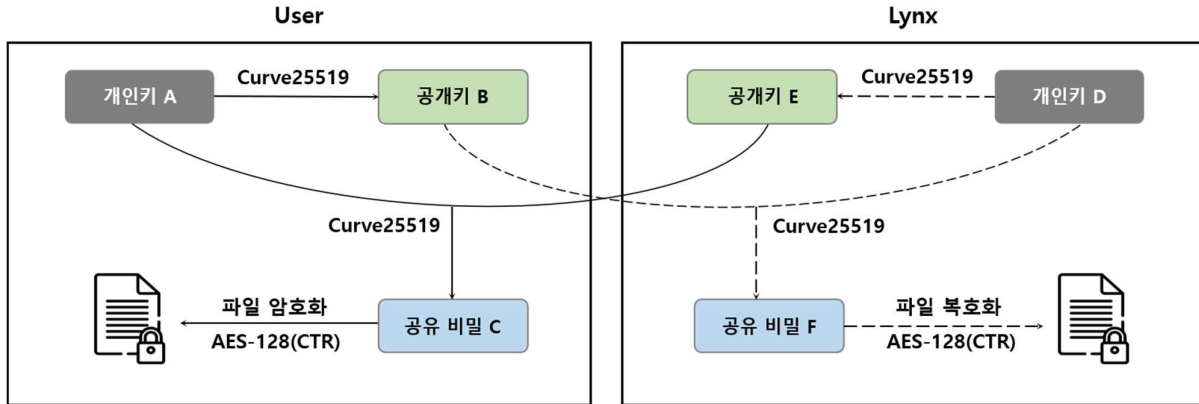 User
Lynx
개인키 A
Curve25519
공개키 B
공개키 E
Curve25519
개인키 D
Curve25519
Curve25519
파일 암호화
AES-128(CTR)
공유 비밀 C
공유 비밀 F
파일 복호화
AES-128(CTR)